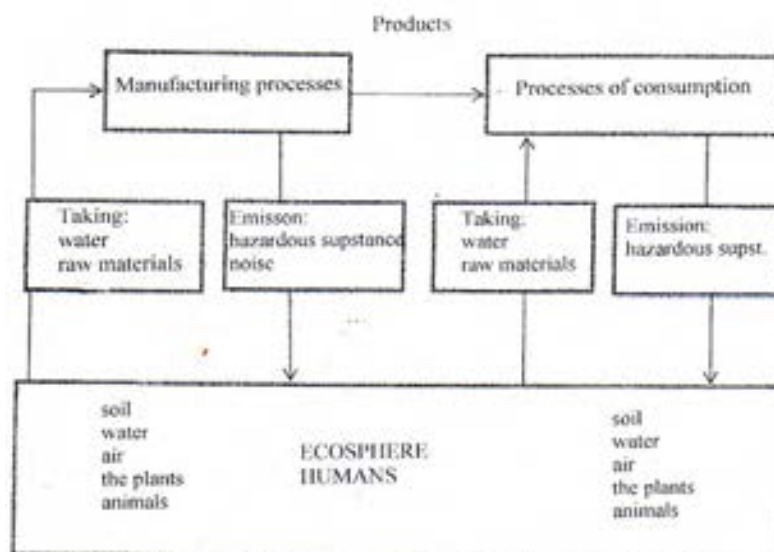 Products
Manufacturing processes
Processes of consumption
Taking:
water
raw materials
Emisson:
hazardous supstance
noise
Taking:
water
raw materials
Emission:
hazardous supst.
soil
water
air
the plants
animals
ECOSPHERE
HUMANS
soil
water
air
the plants
animals